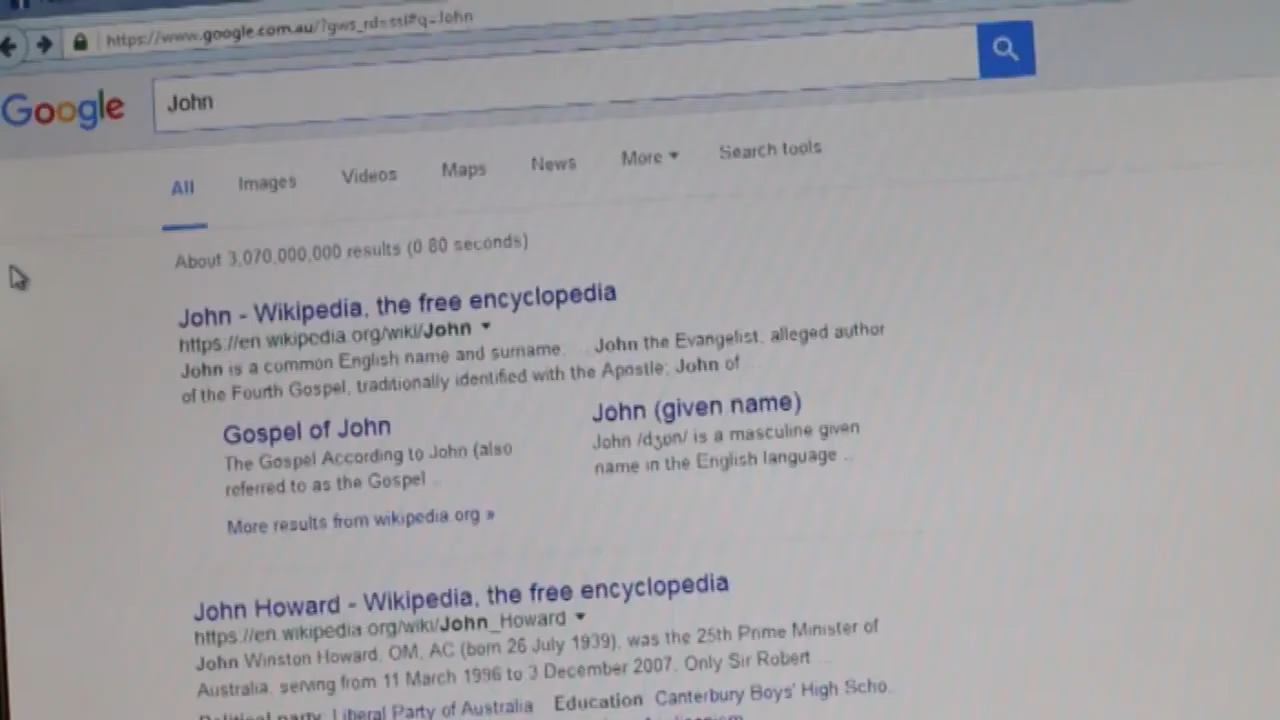 https://www.google.com.au/?gws_rd=ssl#q=John
Google
John
All Images Videos Maps News More Search tools
About 3,070,000,000 results (0.80 seconds)
John - Wikipedia, the free encyclopedia
https://en.wikipedia.org/wiki/John
John is a common English name and surname. ... John the Evangelist, alleged author
of the Fourth Gospel, traditionally identified with the Apostle; John of ...
Gospel of John
The Gospel According to John (also
referred to as the Gospel ...
John (given name)
John /dʒɒn/ is a masculine given
name in the English language ...
More results from wikipedia.org »
John Howard - Wikipedia, the free encyclopedia
https://en.wikipedia.org/wiki/John_Howard
John Winston Howard, OM, AC (born 26 July 1939), was the 25th Prime Minister of
Australia, serving from 11 March 1996 to 3 December 2007. Only Sir Robert ...
Political party: Liberal Party of Australia Education: Canterbury Boys' High Scho...